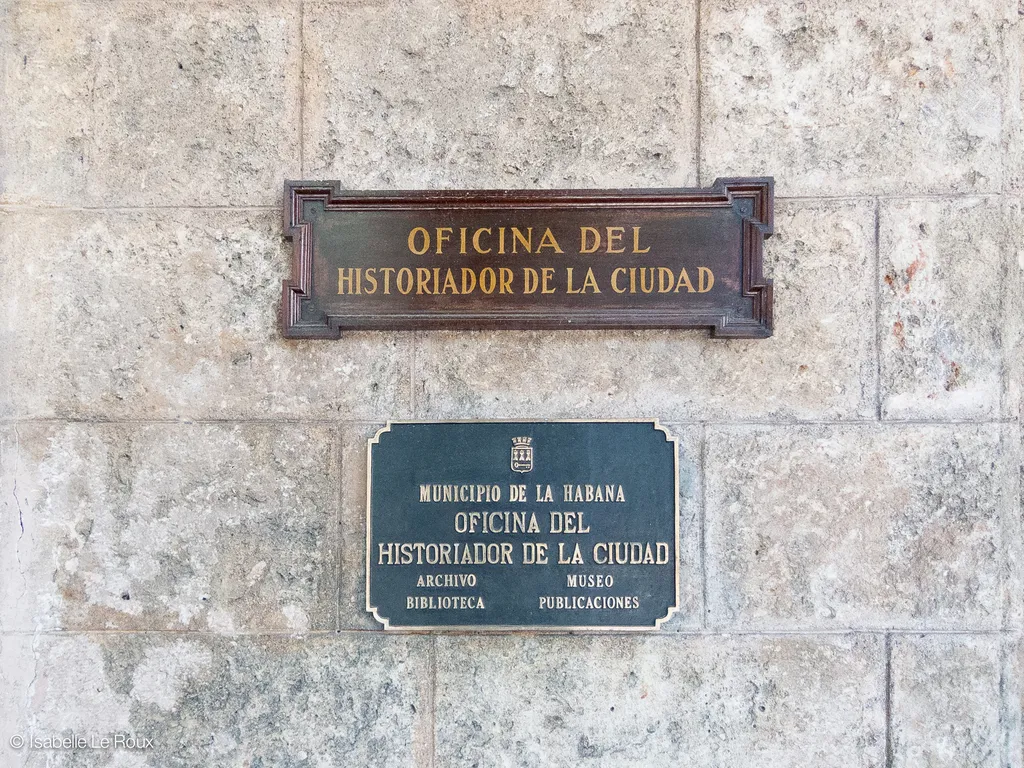 OFICINA DEL
HISTORIADOR DE LA CIUDAD
MUNICIPIO DE LA HABANA
OFICINA DEL
HISTORIADOR DE LA CIUDAD
ARCHIVO MUSEO
BIBLIOTECA PUBLICACIONES
© Isabelle Le Roux